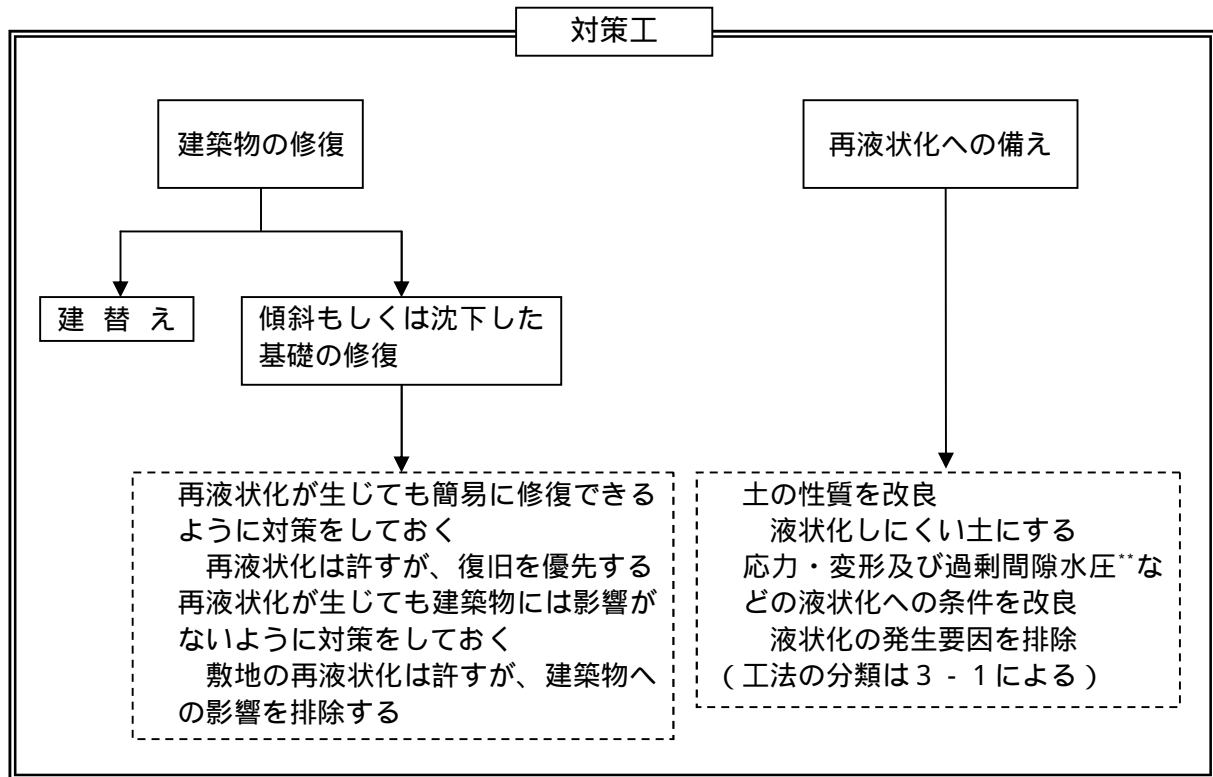 対策工
建築物の修復
再液状化への備え
建 替 え
傾斜もしくは沈下した
基礎の修復
再液状化が生じても簡易に修復できる
ように対策をしておく
再液状化は許すが、復旧を優先する
再液状化が生じても建築物には影響が
ないように対策をしておく
敷地の再液状化は許すが、建築物へ
の影響を排除する
土の性質を改良
液状化しにくい土にする
応力・変形及び過剰間隙水圧**な
どの液状化への条件を改良
液状化の発生要因を排除
(工法の分類は3-1による)